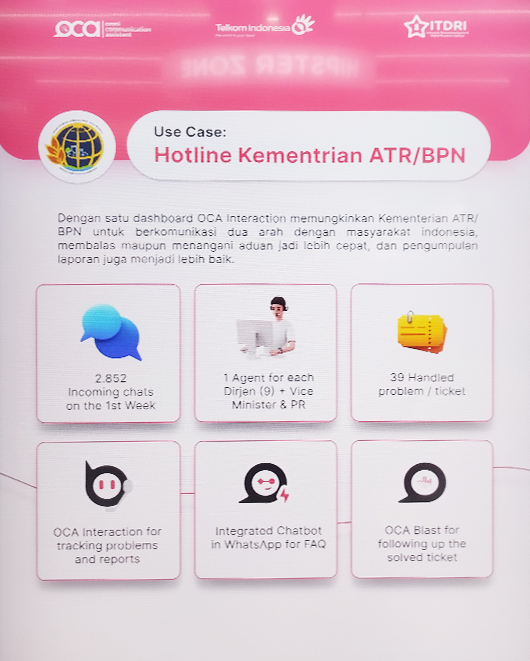 oca omni communication assistant
Telkom Indonesia
ITDRI
HIPSTER ZONE
Use Case:
Hotline Kementrian ATR/BPN
Dengan satu dashboard OCA Interaction memungkinkan Kementerian ATR/
BPN untuk berkomunikasi dua arah dengan masyarakat indonesia,
membalas maupun menangani aduan jadi lebih cepat, dan pengumpulan
laporan juga menjadi lebih baik.
2.852
Incoming chats
on the 1st Week
1 Agent for each
Dirjen (9) + Vice
Minister & PR
39 Handled
problem / ticket
OCA Interaction for
tracking problems
and reports
Integrated Chatbot
in WhatsApp for FAQ
OCA Blast for
following up the
solved ticket